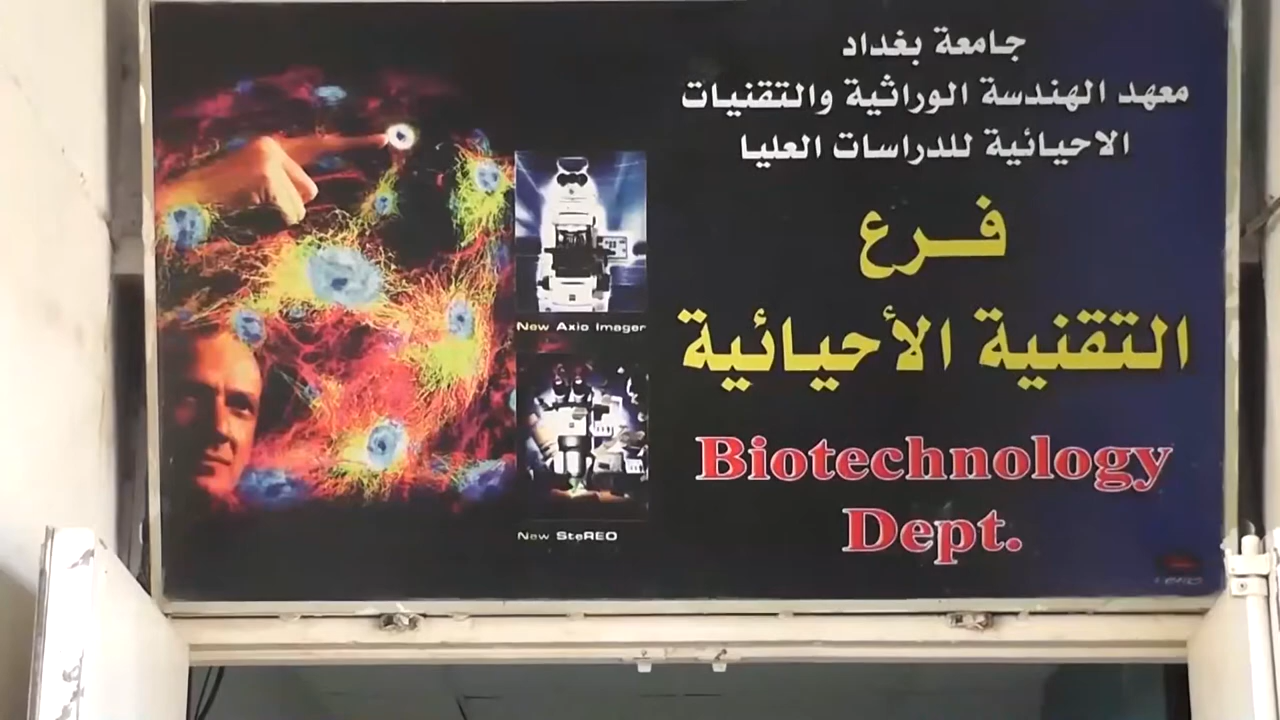 جامعة بغداد
معهد الهندسة الوراثية والتقنيات
الاحيائية للدراسات العليا
فرع
التقنية الأحيائية
Biotechnology
Dept.
New Axio Imager
New SteREO